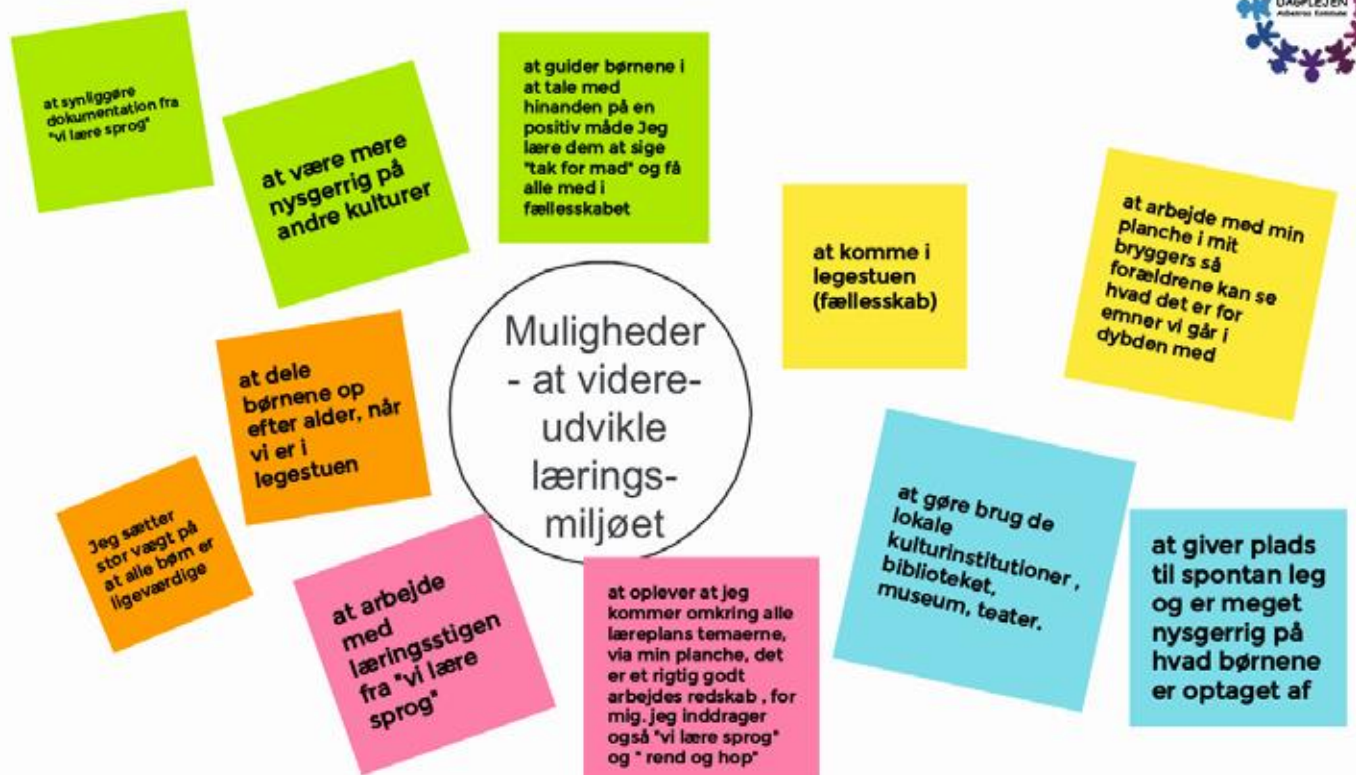 DAGPLEJEN
Aabenraa Kommune
at synliggøre
dokumentation fra
"vi lære sprog"
at være mere
nysgerrig på
andre kulturer
at guider børnene i
at tale med
hinanden på en
positiv måde Jeg
lære dem at sige
"tak for mad" og få
alle med i
fællesskabet
at komme i
legestuen
(fællesskab)
at arbejde med min
planche i mit
bryggers så
forældrene kan se
hvad det er for
emner vi går i
dybden med
at dele
børnene op
efter alder, når
vi er i
legestuen
Muligheder
- at videre-
udvikle
lærings-
miljøet
Jeg sætter
stor vægt på
at alle børn er
ligeværdige
at arbejde
med
læringsstigen
fra "vi lære
sprog"
at oplever at jeg
kommer omkring alle
læreplans temaerne,
via min planche, det
er et rigtig godt
arbejdes redskab , for
mig. jeg inddrager
også "vi lære sprog"
og " rend og hop"
at gøre brug de
lokale
kulturinstitutioner ,
biblioteket,
museum, teater.
at giver plads
til spontan leg
og er meget
nysgerrig på
hvad børnene
er optaget af